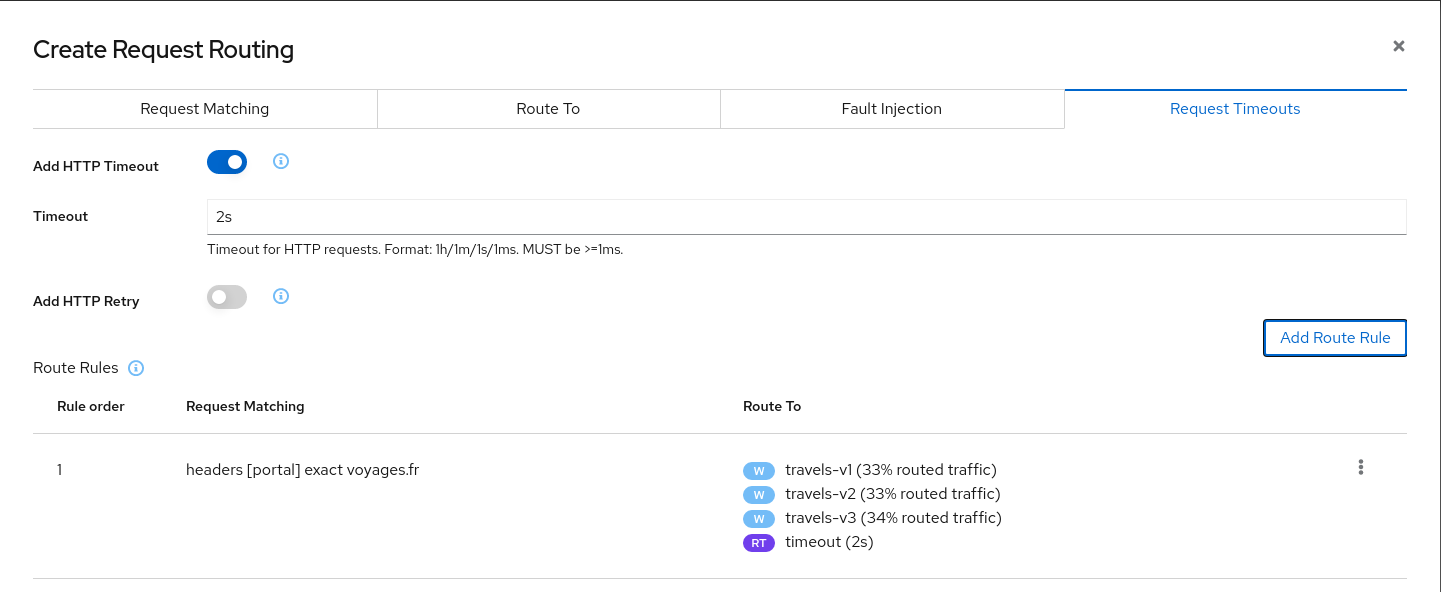 Create Request Routing
Request Matching
Route To
Fault Injection
Request Timeouts
Add HTTP Timeout
Timeout
2s
Timeout for HTTP requests. Format: 1h/1m/1s/1ms. MUST be >=1ms.
Add HTTP Retry
Add Route Rule
Route Rules
Rule order Request Matching Route To
1 headers [portal] exact voyages.fr
W travels-v1 (33% routed traffic)
W travels-v2 (33% routed traffic)
W travels-v3 (34% routed traffic)
RT timeout (2s)